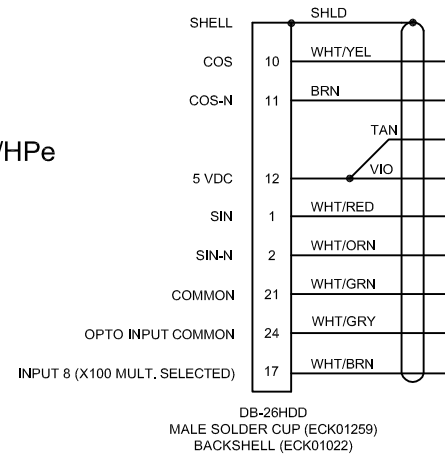 SHELL SHLD
COS 10 WHT/YEL
COS-N 11 BRN
TAN
/HPe
5 VDC 12 VIO
SIN 1 WHT/RED
SIN-N 2 WHT/ORN
COMMON 21 WHT/GRN
OPTO INPUT COMMON 24 WHT/GRY
INPUT 8 (X100 MULT. SELECTED) 17 WHT/BRN
DB-26HDD
MALE SOLDER CUP (ECK01259)
BACKSHELL (ECK01022)